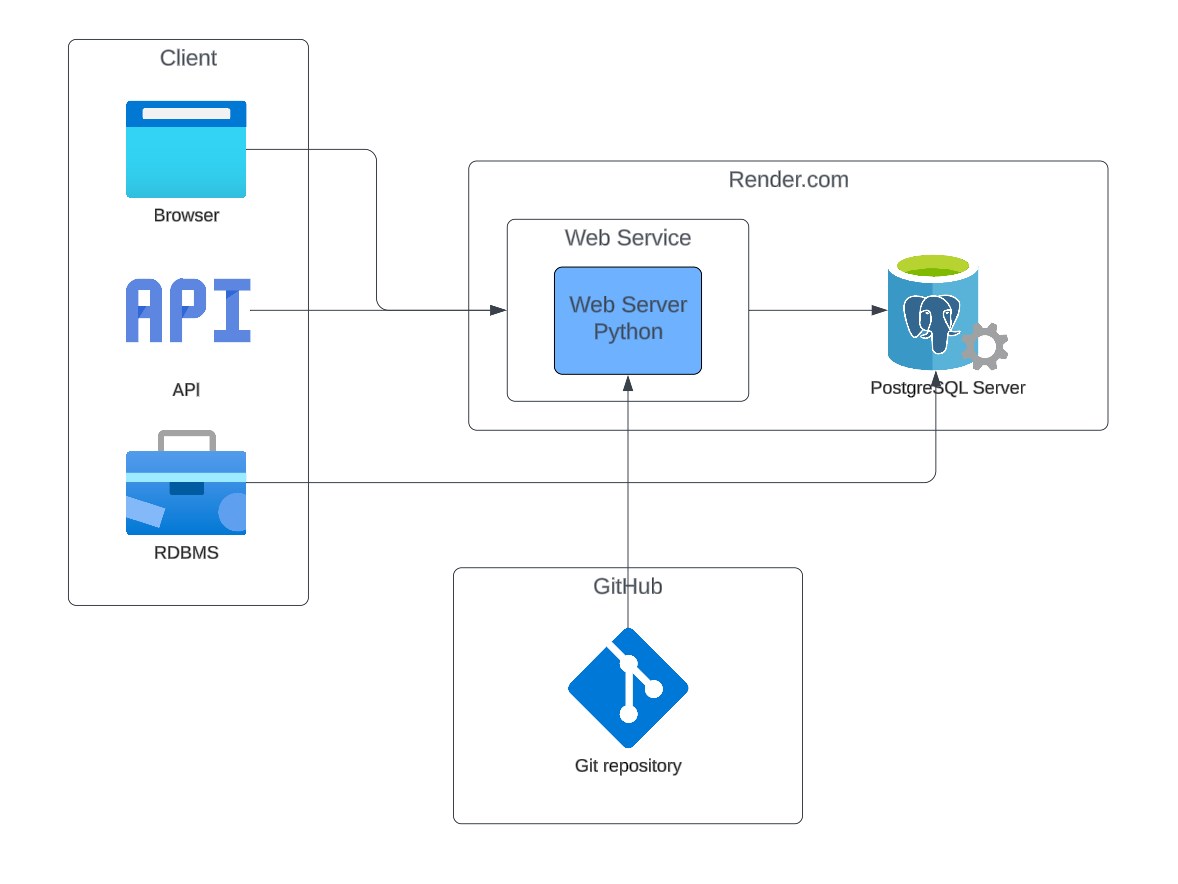 Client
Browser
API
API
RDBMS
Render.com
Web Service
Web Server
Python
PostgreSQL Server
GitHub
Git repository